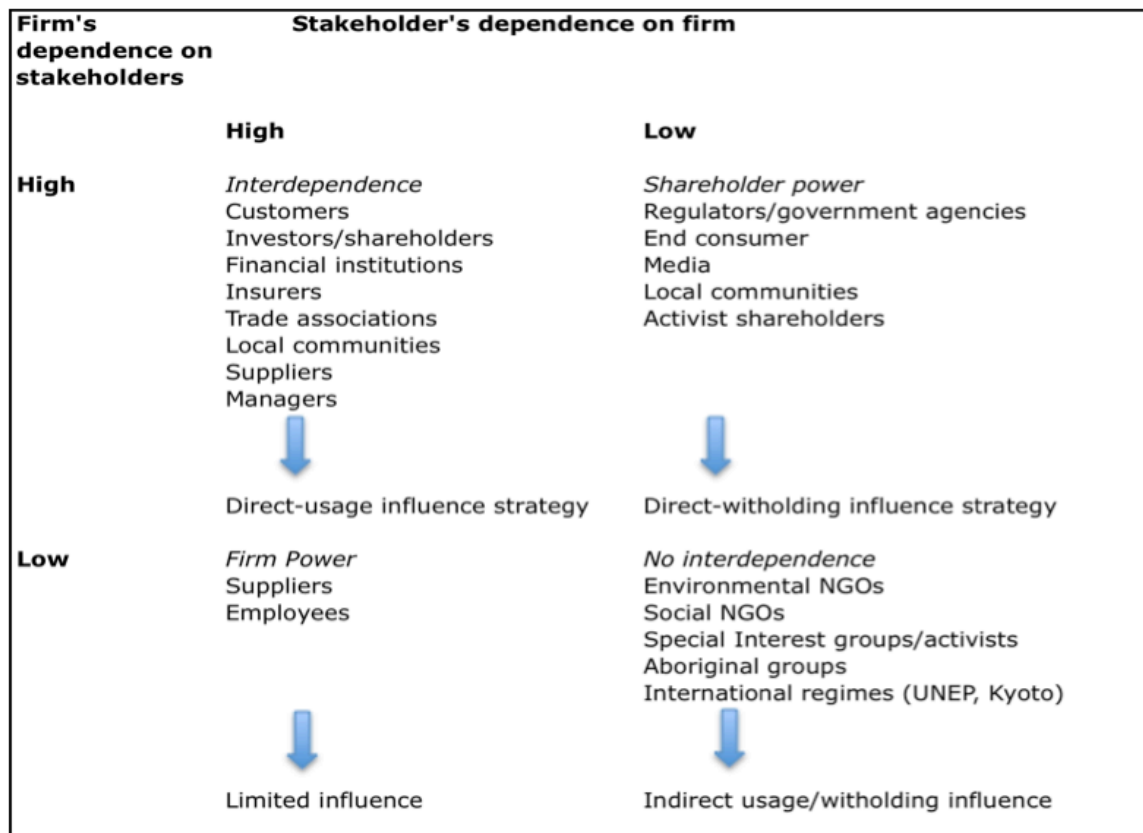 Firm's dependence on stakeholders
Stakeholder's dependence on firm
High
Low
High
Interdependence
Customers
Investors/shareholders
Financial institutions
Insurers
Trade associations
Local communities
Suppliers
Managers
Direct-usage influence strategy
Shareholder power
Regulators/government agencies
End consumer
Media
Local communities
Activist shareholders
Direct-witholding influence strategy
Low
Firm Power
Suppliers
Employees
Limited influence
No interdependence
Environmental NGOs
Social NGOs
Special Interest groups/activists
Aboriginal groups
International regimes (UNEP, Kyoto)
Indirect usage/witholding influence